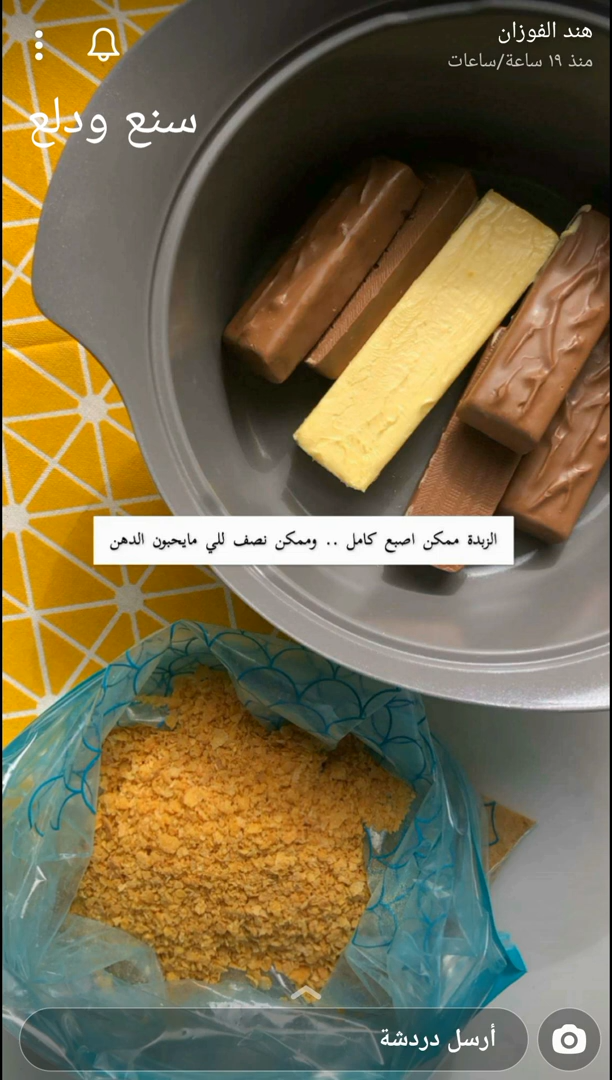 هند الفوزان
منذ ١٩ ساعة/ساعات
سنع ودلع
الزبدة ممكن اصبع كامل .. وممكن نصف للي مايحبون الدهن
أرسل دردشة